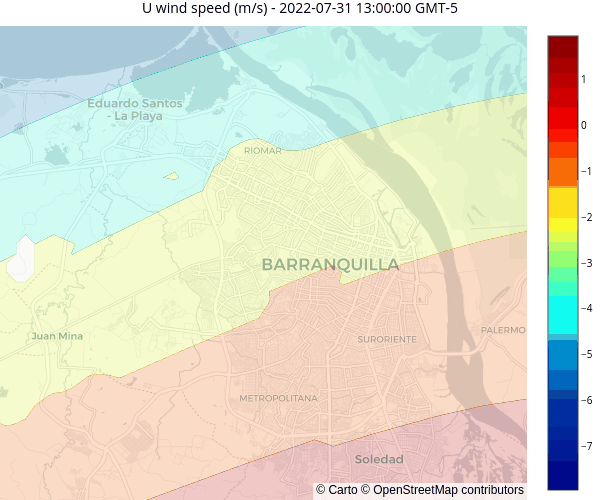 U wind speed (m/s) - 2022-07-31 13:00:00 GMT-5
Eduardo Santos
- La Playa
RIOMAR
BARRANQUILLA
Juan Mina
SURORIENTE
PALERMO
METROPOLITANA
Soledad
© Carto © OpenStreetMap contributors
1
0
−1
−2
−3
−4
−5
−6
−7